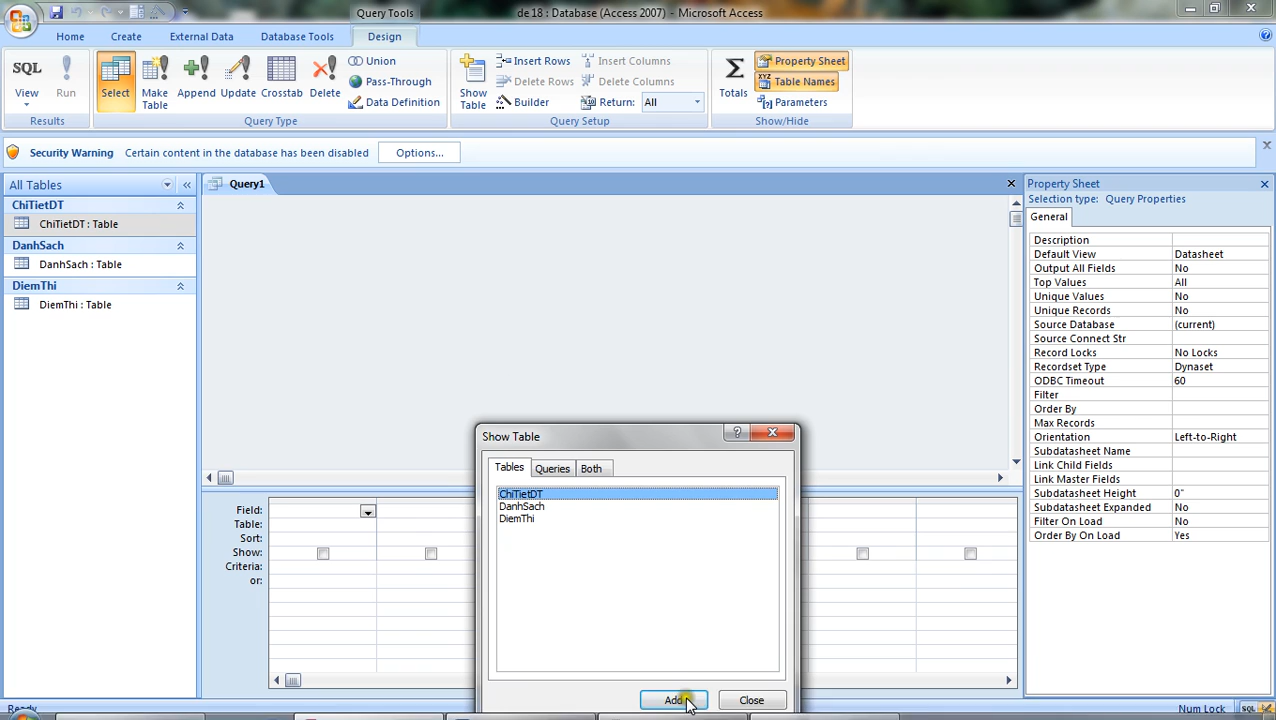 Query Tools
de 18 : Database (Access 2007) - Microsoft Access
Home
Create
External Data
Database Tools
Design
SQL
View
Run
Select
Make Table
Append
Update
Crosstab
Delete
Union
Pass-Through
Data Definition
Show Table
Insert Rows
Delete Rows
Builder
Insert Columns
Delete Columns
Return: All
Totals
Property Sheet
XYZ
Table Names
Parameters
Results
Query Type
Query Setup
Show/Hide
Security Warning Certain content in the database has been disabled Options...
All Tables
ChiTietDT
ChiTietDT : Table
DanhSach
DanhSach : Table
DiemThi
DiemThi : Table
Query1
Field:
Table:
Sort:
Show:
Criteria:
or:
Show Table
Tables Queries Both
ChiTietDT
DanhSach
DiemThi
Add Close
Property Sheet
Selection type: Query Properties
General
Description
Default View Datasheet
Output All Fields No
Top Values All
Unique Values No
Unique Records No
Source Database (current)
Source Connect Str
Record Locks No Locks
Recordset Type Dynaset
ODBC Timeout 60
Filter
Order By
Max Records
Orientation Left-to-Right
Subdatasheet Name
Link Child Fields
Link Master Fields
Subdatasheet Height 0"
Subdatasheet Expanded No
Filter On Load No
Order By On Load Yes
Ready
Num Lock
SQL